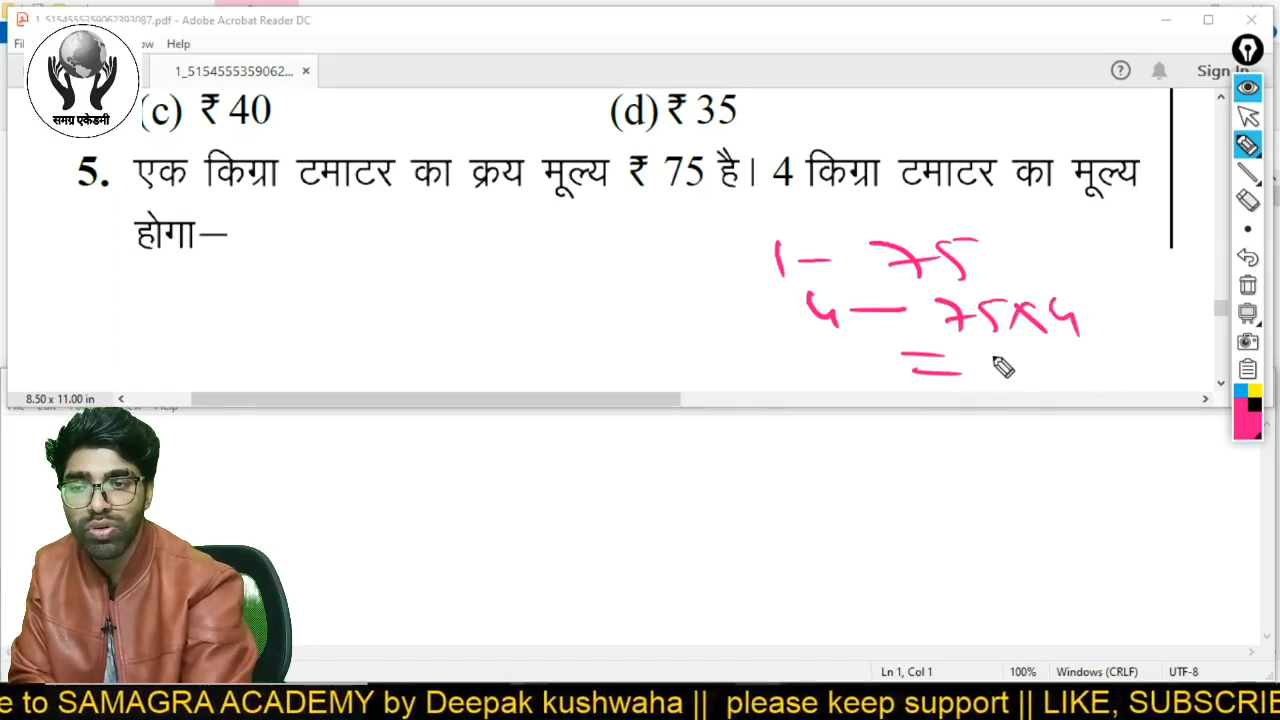 1_5154555359062393087.pdf - Adobe Acrobat Reader DC
Help
1_5154555359062... ×
Sign In
समग्र एकेडमी
(c) ₹ 40 (d) ₹ 35
5. एक किग्रा टमाटर का क्रय मूल्य ₹ 75 है। 4 किग्रा टमाटर का मूल्य
होगा–
1 - 75
4 — 75×4
=
8.50 x 11.00 in
Ln 1, Col 1 100% Windows (CRLF) UTF-8
e to SAMAGRA ACADEMY by Deepak kushwaha || please keep support || LIKE, SUBSCRIBE